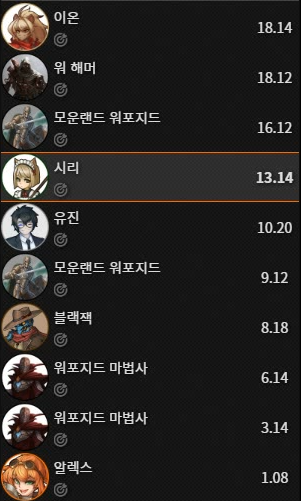 이온
18.14
워 해머
18.12
모운랜드 워포지드
16.12
시리
13.14
유진
10.20
모운랜드 워포지드
9.12
블랙잭
8.18
워포지드 마법사
6.14
워포지드 마법사
3.14
알렉스
1.08